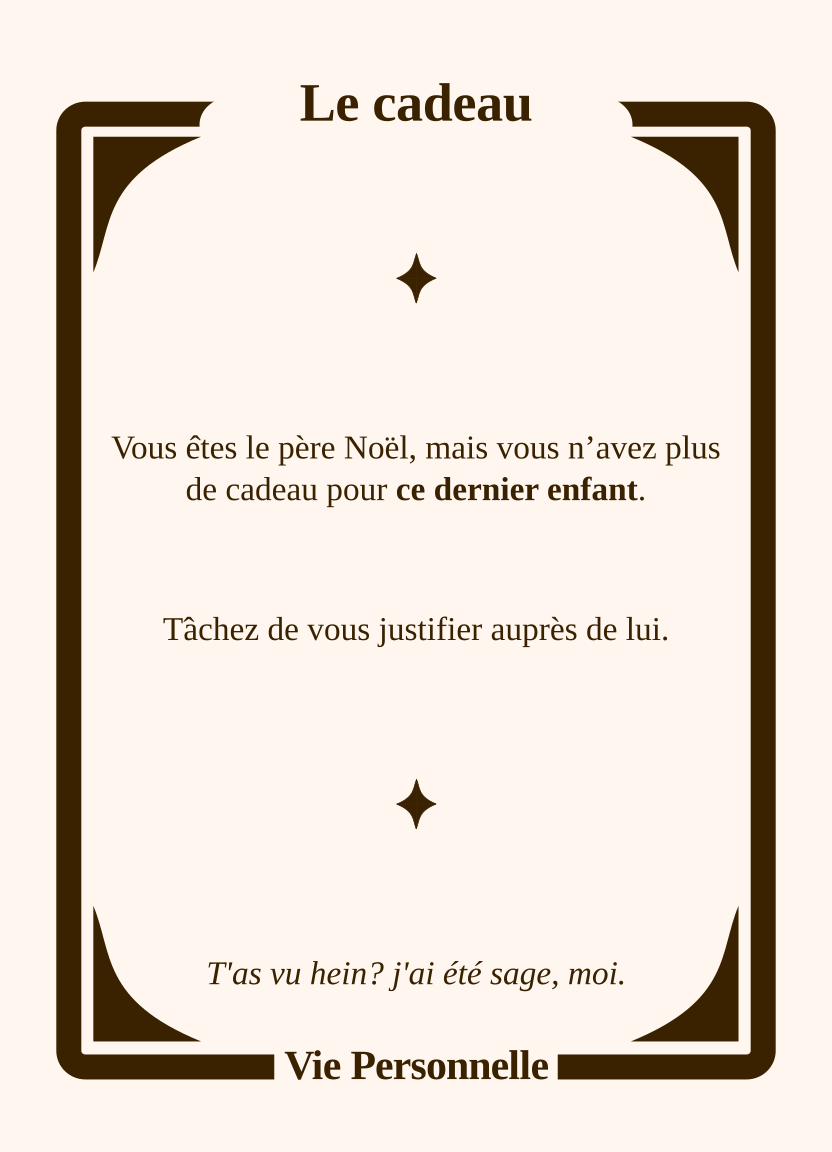 Le cadeau
Vous êtes le père Noël, mais vous n’avez plus
de cadeau pour ce dernier enfant.
Tâchez de vous justifier auprès de lui.
T'as vu hein? j'ai été sage, moi.
Vie Personnelle